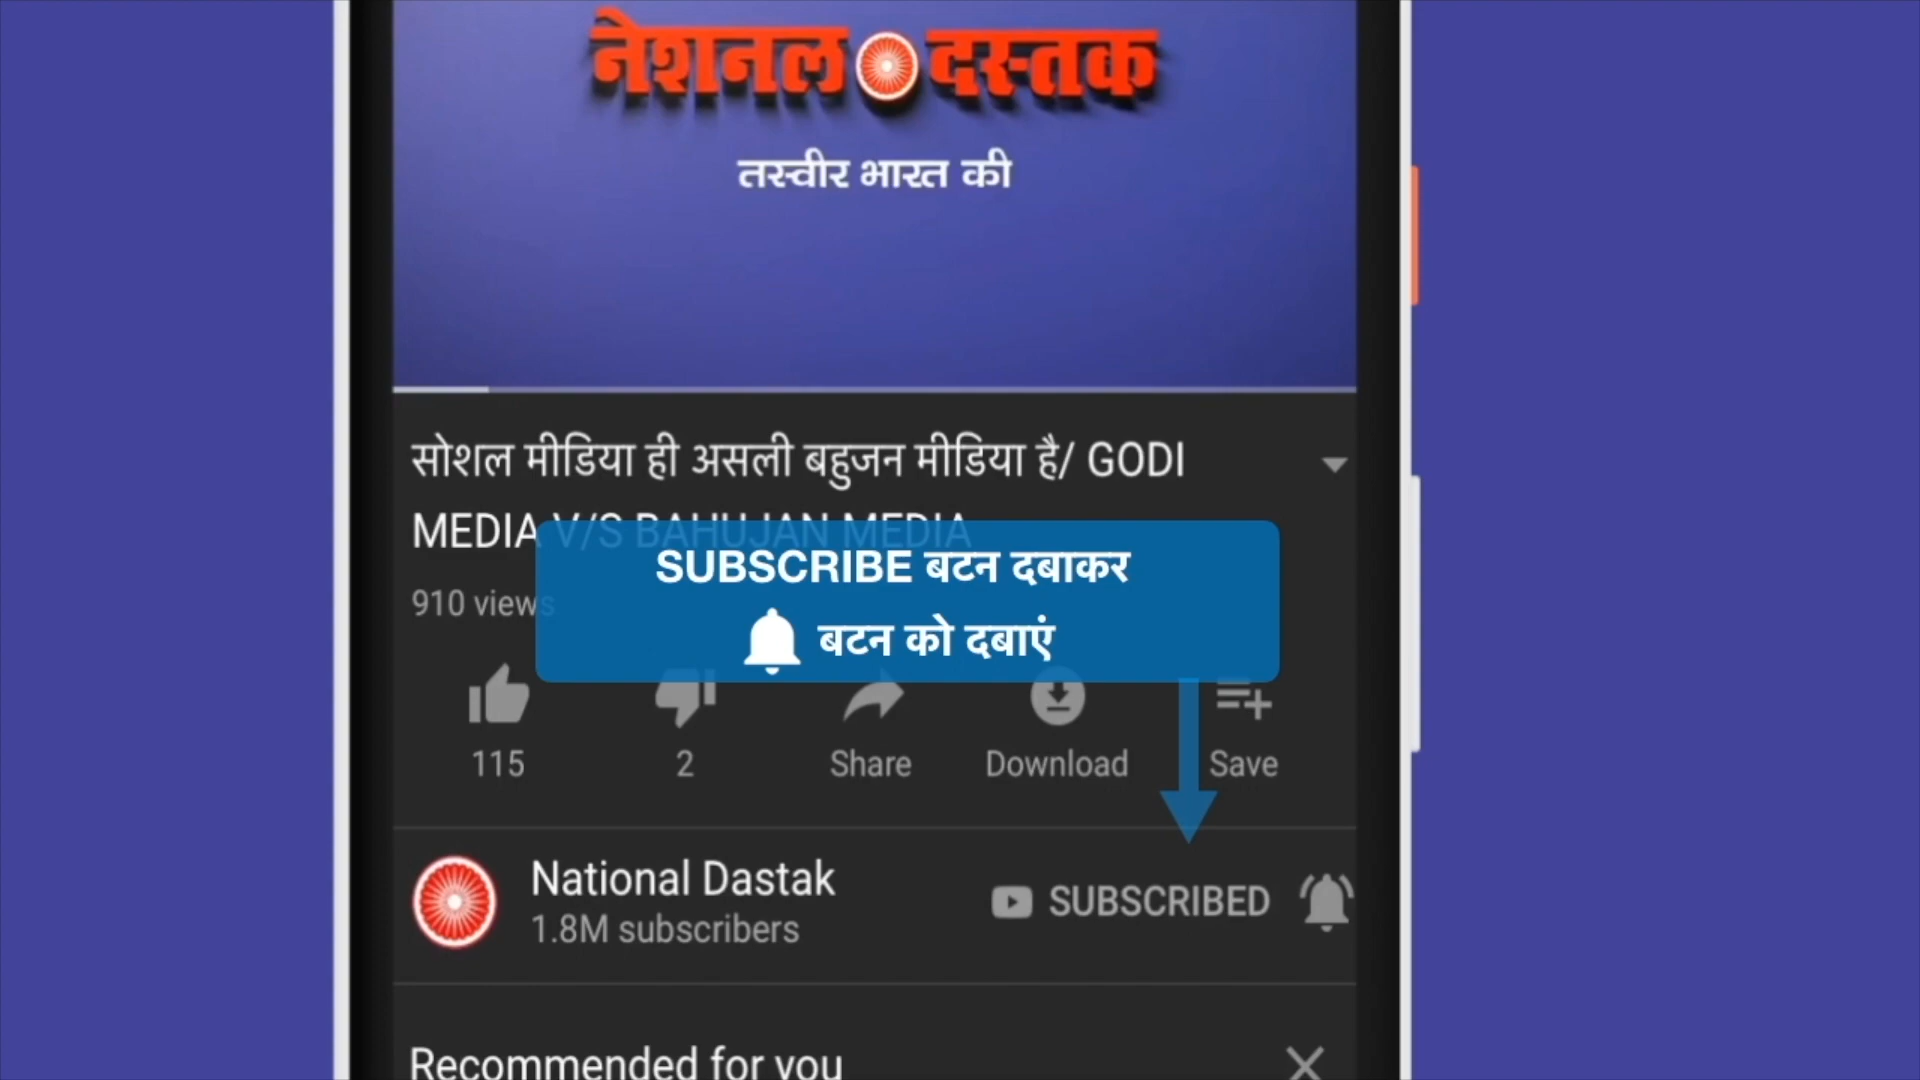 नेशनल दस्तक
तस्वीर भारत की
सोशल मीडिया ही असली बहुजन मीडिया है/ GODI
MEDIA V/S BAHUJAN MEDIA
910 views
SUBSCRIBE बटन दबाकर
बटन को दबाएं
115
2
Share
Download
Save
National Dastak
1.8M subscribers
SUBSCRIBED
Recommended for you